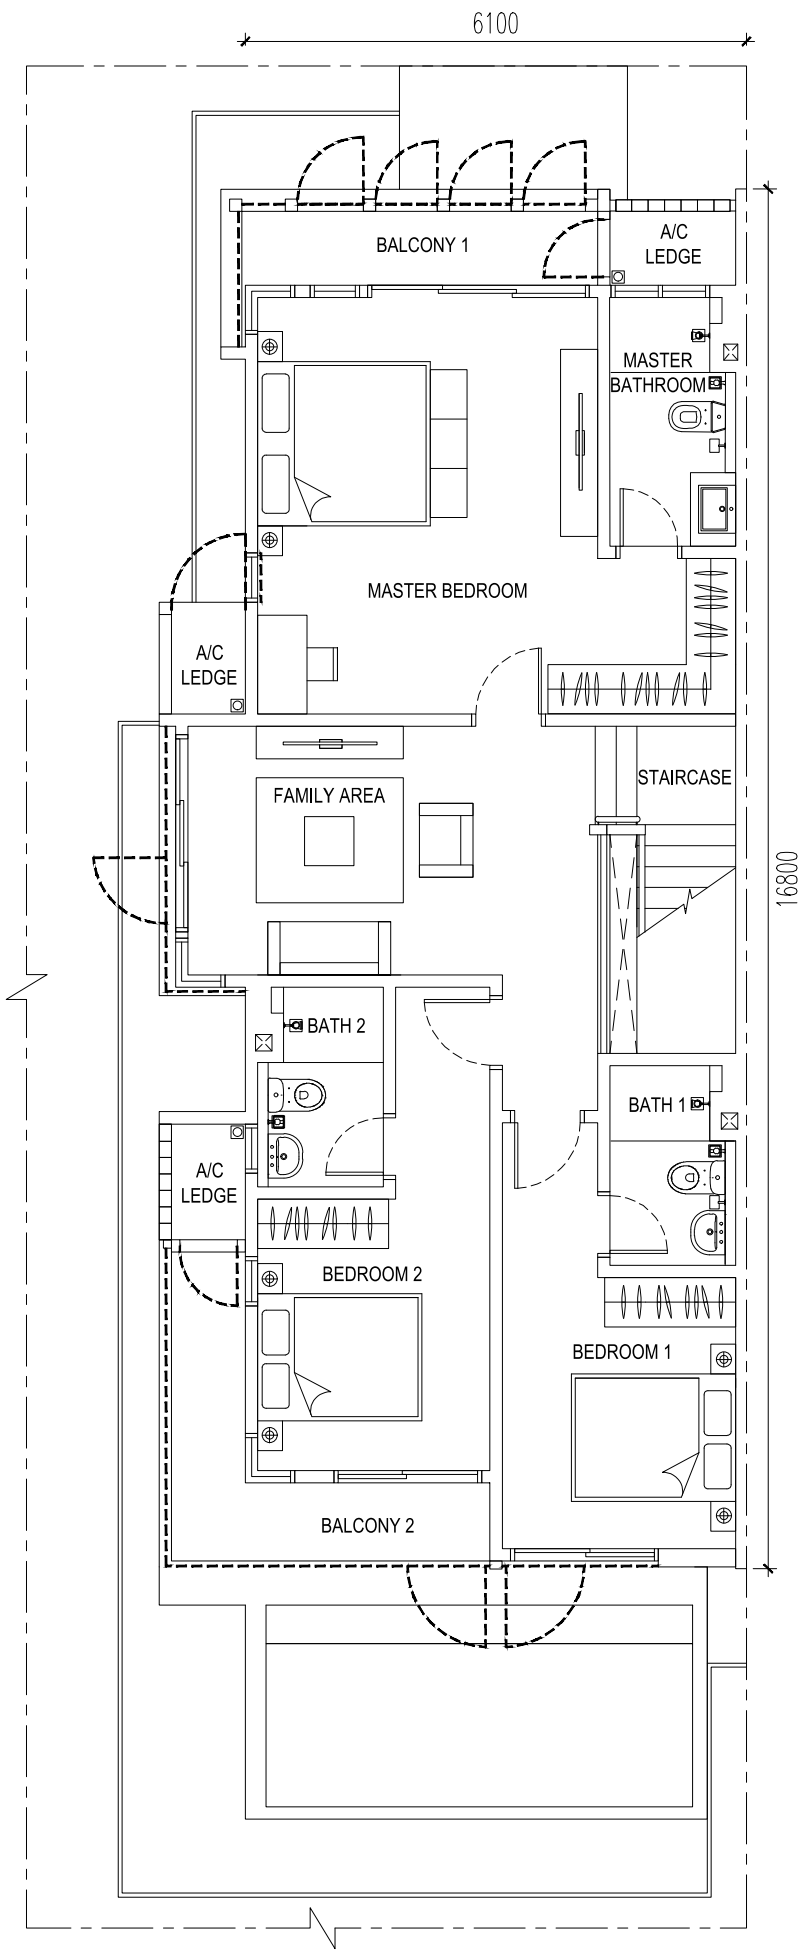 6100
BALCONY 1
A/C
LEDGE
MASTER
BATHROOM
MASTER BEDROOM
A/C
LEDGE
STAIRCASE
FAMILY AREA
16800
BATH 2
BATH 1
A/C
LEDGE
BEDROOM 2
BEDROOM 1
BALCONY 2